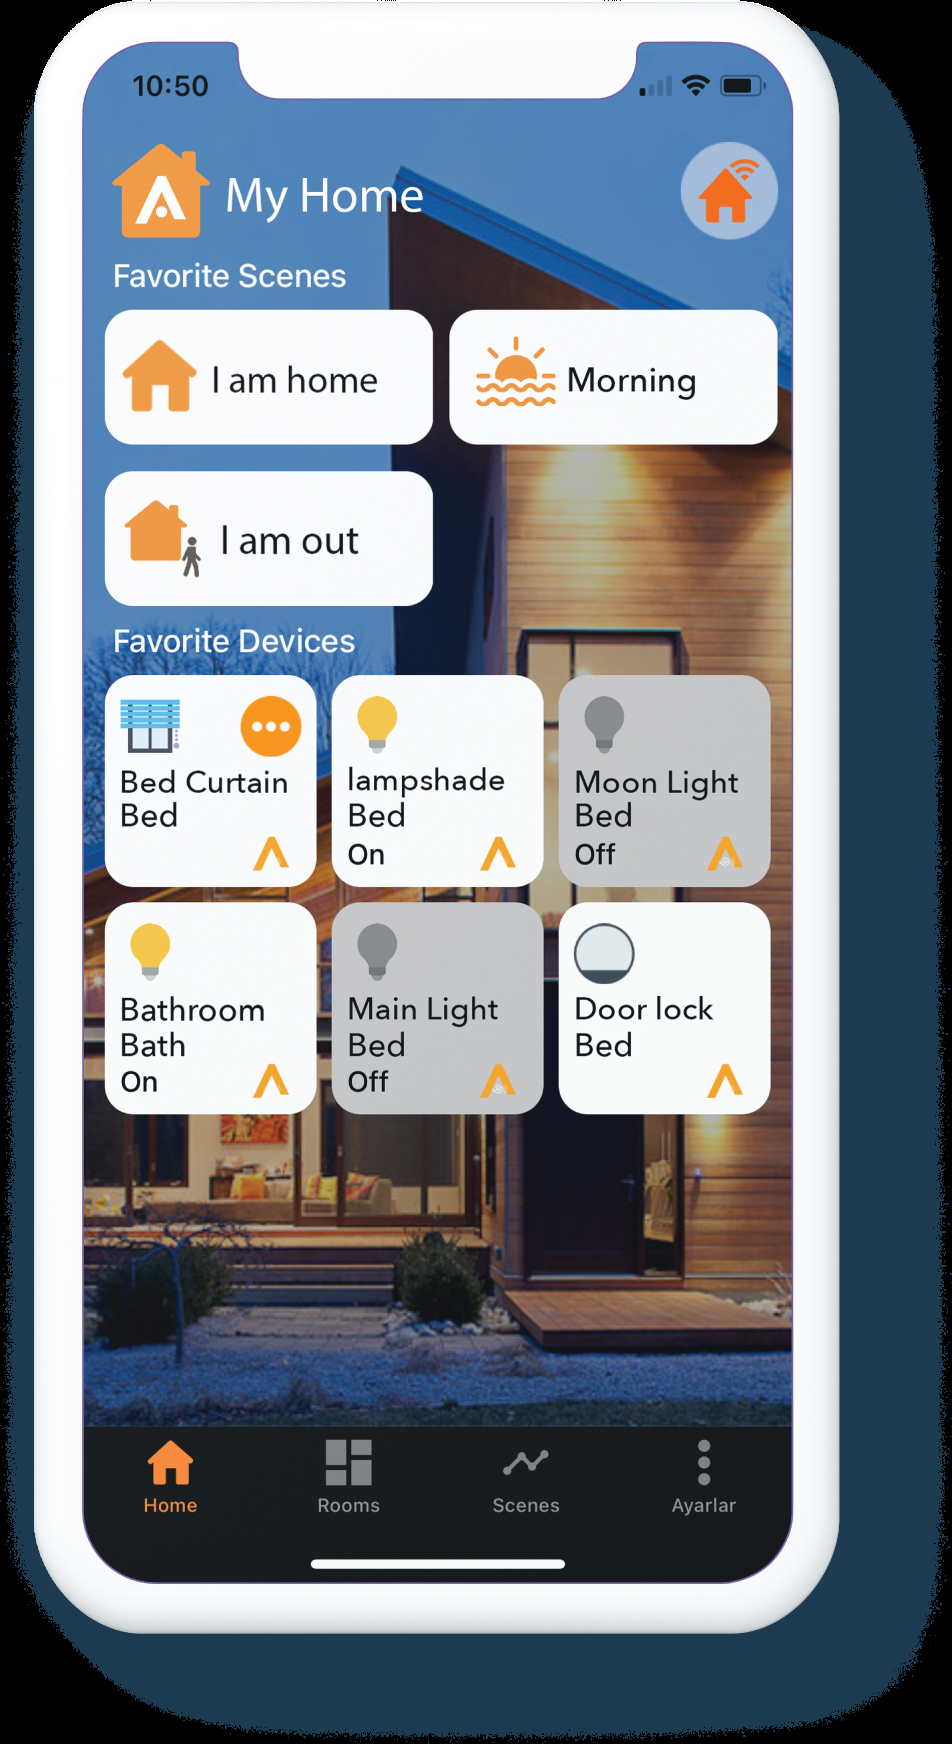 10:50
My Home
Favorite Scenes
I am home
Morning
I am out
Favorite Devices
Bed Curtain
Bed
lampshade
Bed
On
Moon Light
Bed
Off
Bathroom
Bath
On
Main Light
Bed
Off
Door lock
Bed
Home
Rooms
Scenes
Ayarlar